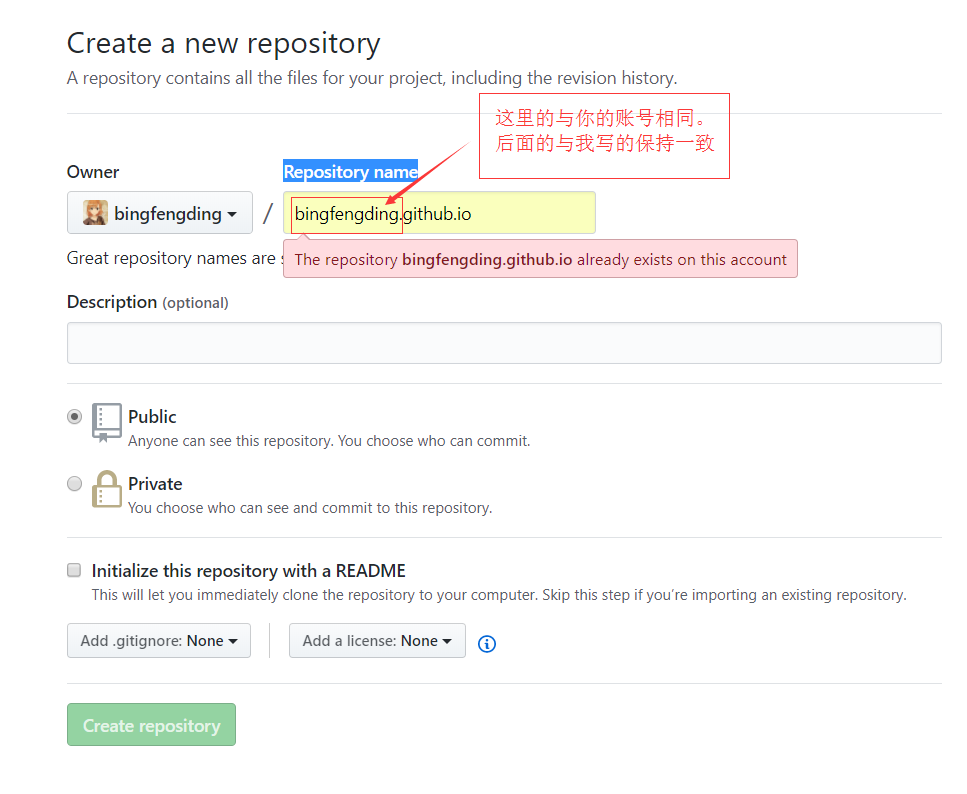 Create a new repository
A repository contains all the files for your project, including the revision history.
这里的与你的账号相同。
后面的与我写的保持一致
Owner
Repository name
bingfengding
/
bingfengding.github.io
Great repository names are
The repository bingfengding.github.io already exists on this account
Description (optional)
Public
Anyone can see this repository. You choose who can commit.
Private
You choose who can see and commit to this repository.
Initialize this repository with a README
This will let you immediately clone the repository to your computer. Skip this step if you’re importing an existing repository.
Add .gitignore: None
Add a license: None
Create repository